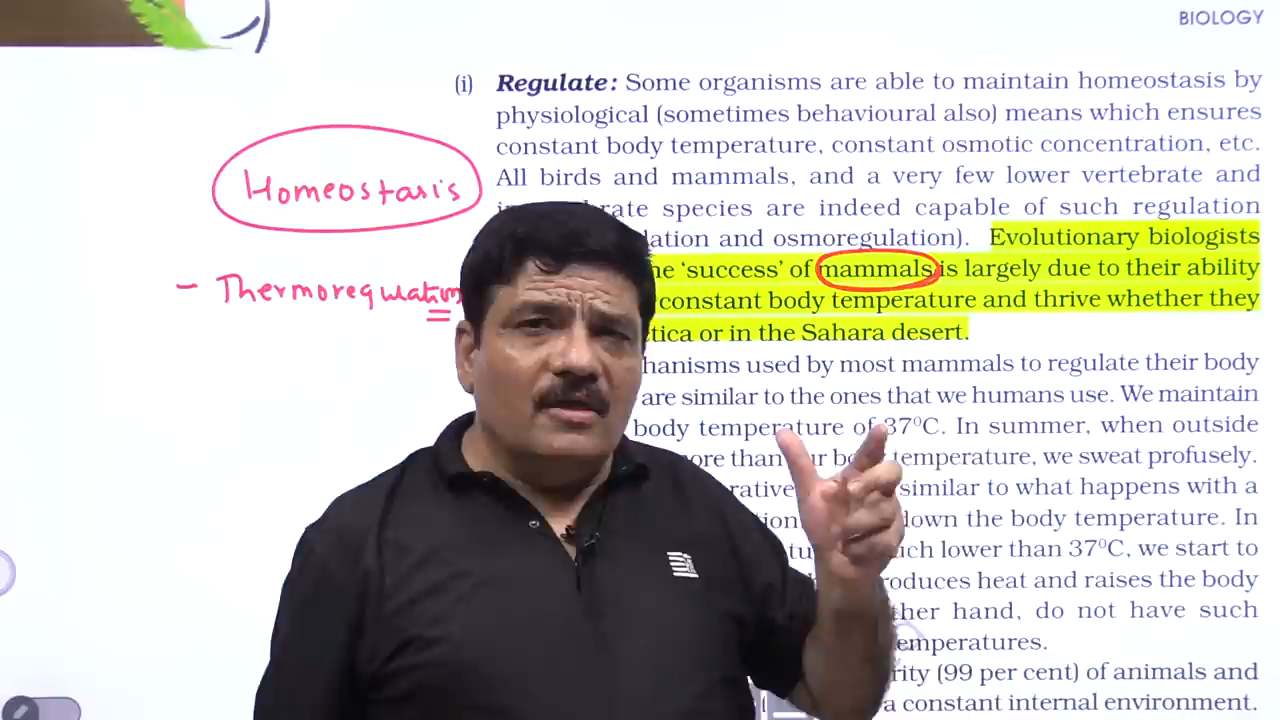 BIOLOGY
(i) Regulate: Some organisms are able to maintain homeostasis by
physiological (sometimes behavioural also) means which ensures
constant body temperature, constant osmotic concentration, etc.
All birds and mammals, and a very few lower vertebrate and
species are indeed capable of such regulation
and osmoregulation). Evolutionary biologists
'success' of mammals is largely due to their ability
constant body temperature and thrive whether they
or in the Sahara desert.
used by most mammals to regulate their body
are similar to the ones that we humans use. We maintain
body temperature of 37⁰C. In summer, when outside
than our body temperature, we sweat profusely.
similar to what happens with a
down the body temperature. In
lower than 37⁰C, we start to
produces heat and raises the body
other hand, do not have such
temperatures.
(99 per cent) of animals and
a constant internal environment.
Homeostasis
- Thermoregulation